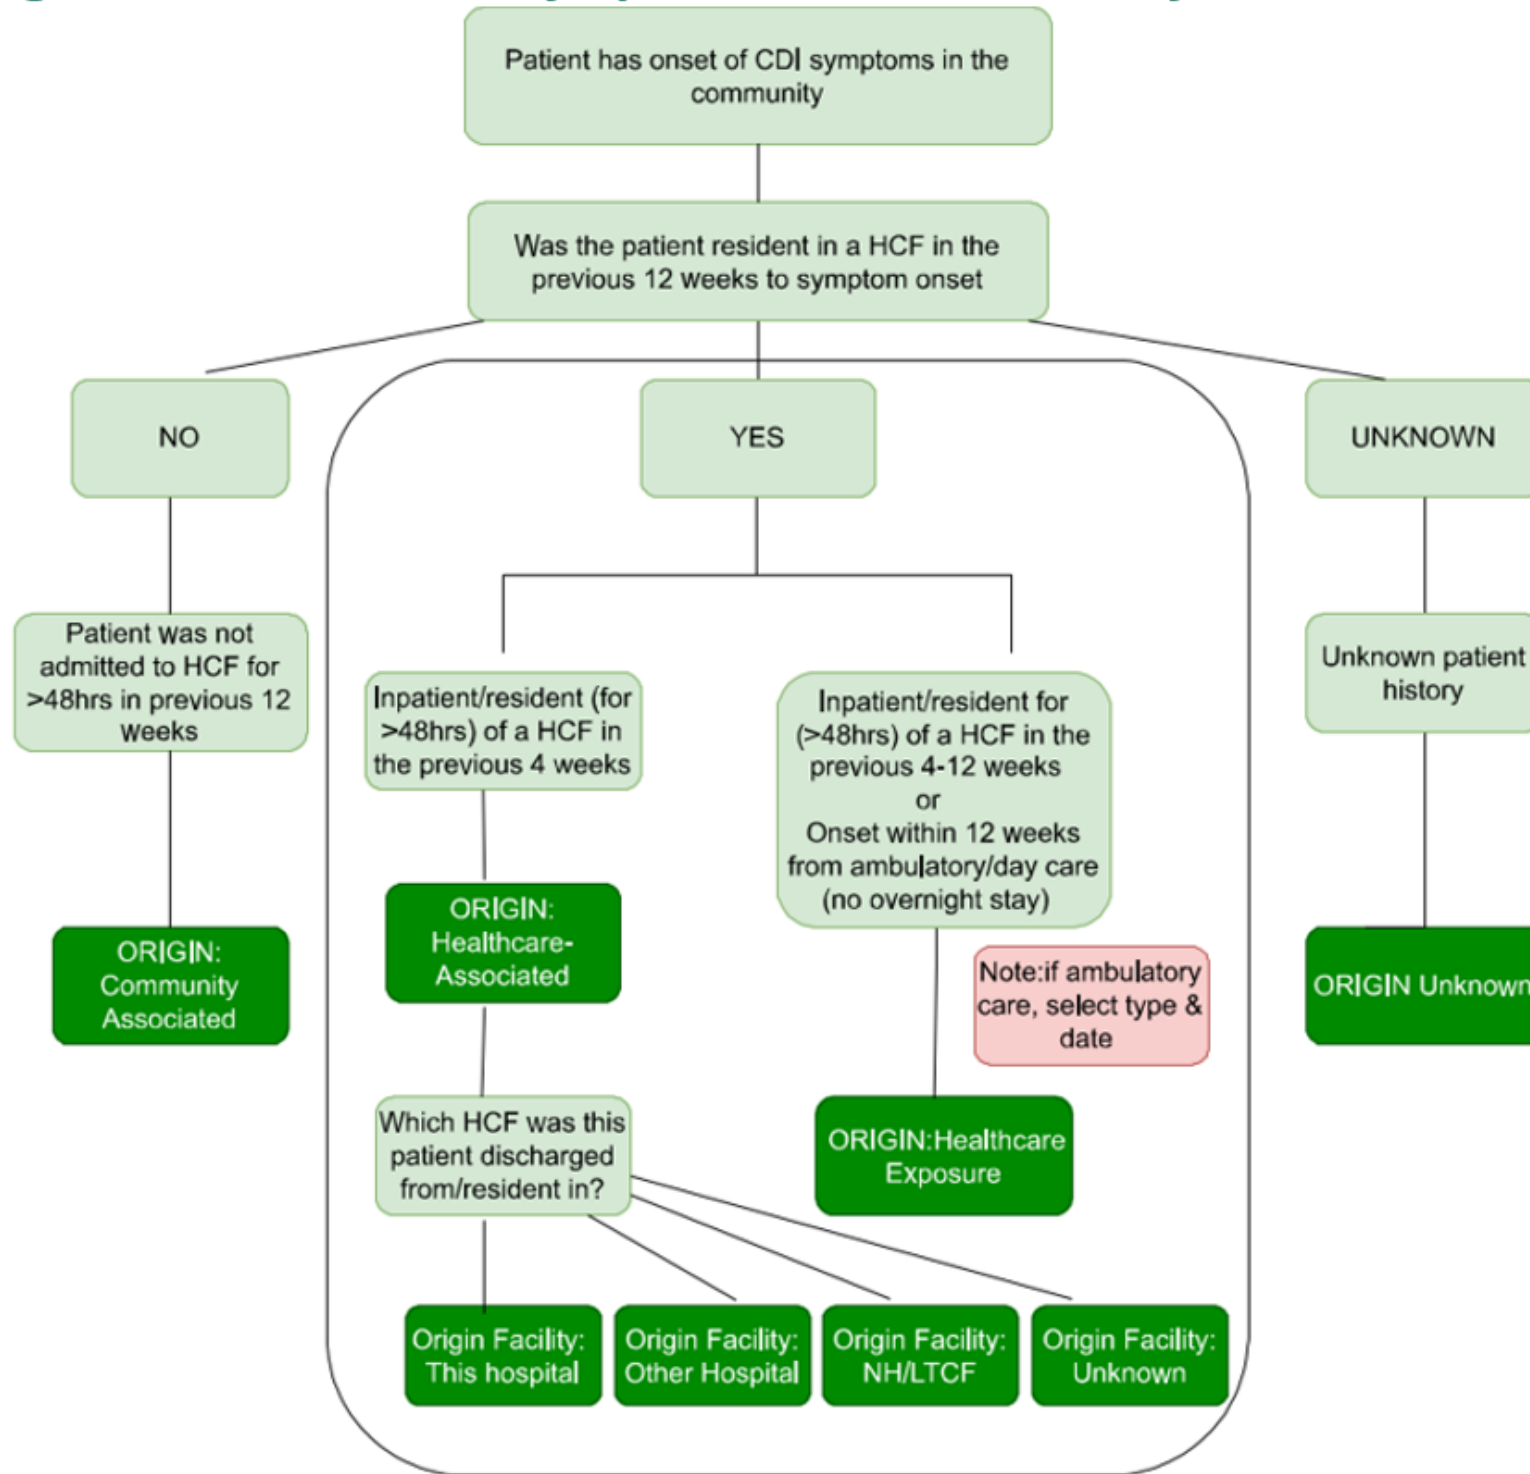 Patient has onset of CDI symptoms in the
community
Was the patient resident in a HCF in the
previous 12 weeks to symptom onset
NO
YES
UNKNOWN
Patient was not
admitted to HCF for
>48hrs in previous 12
weeks
Inpatient/resident (for
>48hrs) of a HCF in
the previous 4 weeks
Inpatient/resident for
(>48hrs) of a HCF in the
previous 4-12 weeks
or
Onset within 12 weeks
from ambulatory/day care
(no overnight stay)
Unknown patient
history
ORIGIN:
Community
Associated
ORIGIN:
Healthcare-
Associated
Note:if ambulatory
care, select type &
date
ORIGIN Unknown
Which HCF was this
patient discharged
from/resident in?
ORIGIN:Healthcare
Exposure
Origin Facility:
This hospital
Origin Facility:
Other Hospital
Origin Facility:
NH/LTCF
Origin Facility:
Unknown